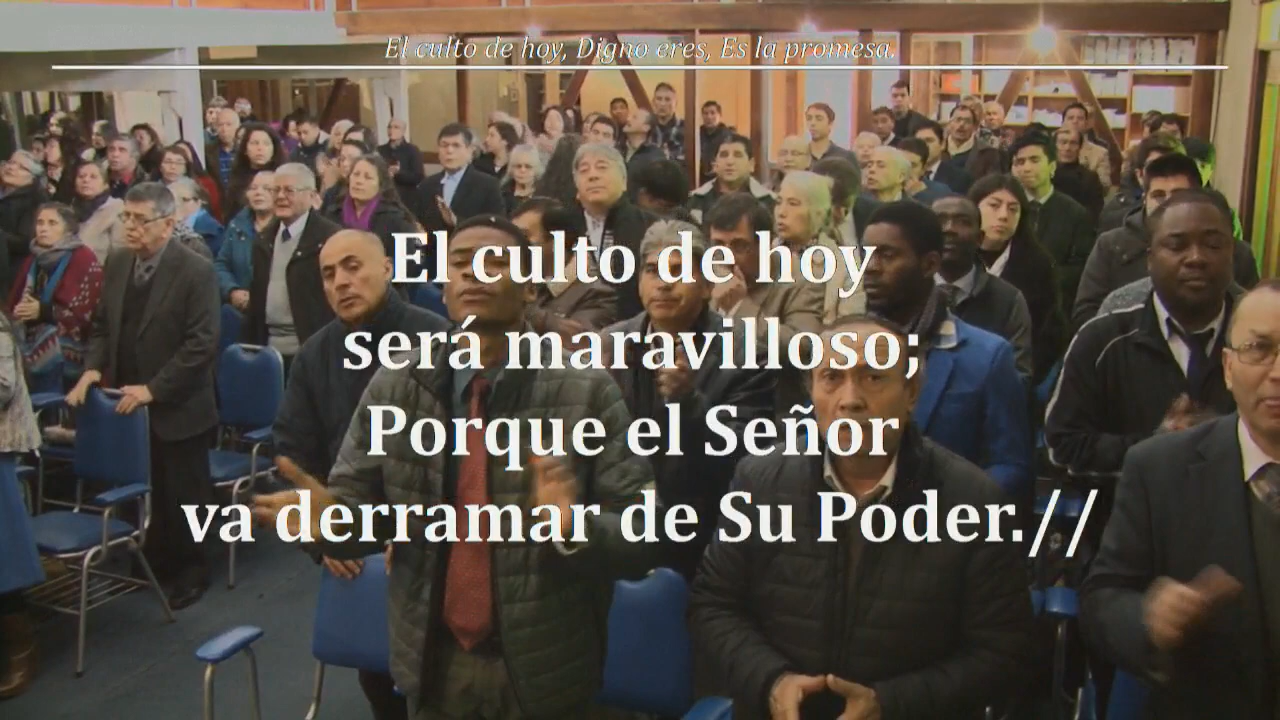 El culto de hoy, Digno eres, Es la promesa.
El culto de hoy
será maravilloso;
Porque el Señor
va derramar de Su Poder.//